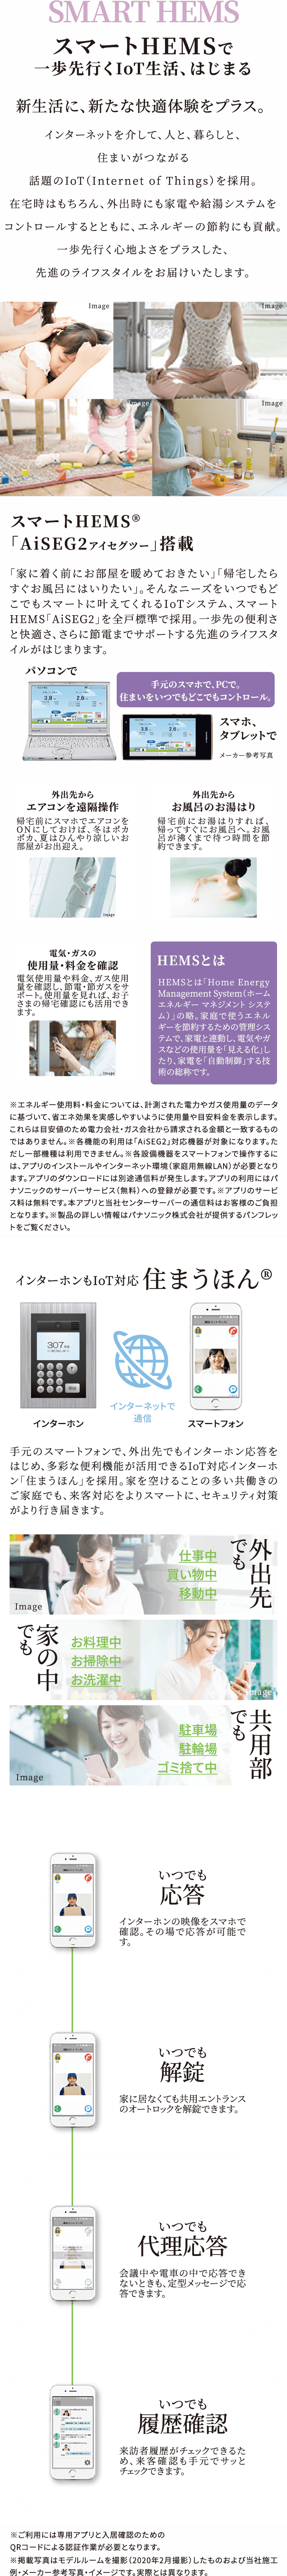 SMART HEMS
スマートHEMSで
一歩先行くIoT生活、はじまる
新生活に、新たな快適体験をプラス。
インターネットを介して、人と、暮らしと、
住まいがつながる
話題のIoT（Internet of Things）を採用。
在宅時はもちろん、外出時にも家電や給湯システムを
コントロールするとともに、エネルギーの節約にも貢献。
一歩先行く心地よさをプラスした、
先進のライフスタイルをお届けいたします。
Image
Image
Image
Image
スマートHEMS®
「AiSEG2アイセグツー」搭載
「家に着く前にお部屋を暖めておきたい」「帰宅したら
すぐお風呂にはいりたい」。そんなニーズをいつでもど
こでもスマートに叶えてくれるIoTシステム、スマート
HEMS「AiSEG2」を全戸標準で採用。一歩先の便利さ
と快適さ、さらに節電までサポートする先進のライフスタ
イルがはじまります。
パソコンで
手元のスマホで、PCで。
住まいをいつでもどこでもコントロール。
スマホ、
タブレットで
メーカー参考写真
外出先から
エアコンを遠隔操作
帰宅前にスマホでエアコンを
ONにしておけば、冬はポカ
ポカ、夏はひんやり涼しいお
部屋がお出迎え。
Image
外出先から
お風呂のお湯はり
帰宅前にお湯はりすれば、
帰ってすぐにお風呂へ。お風
呂が沸くまで待つ時間を節
約できます。
電気・ガスの
使用量・料金を確認
電気使用量や料金、ガス使用
量を確認し、節電・節ガスをサ
ポート。使用量を見れば、お子
さまの帰宅確認にも活用でき
ます。
Image
HEMSとは
HEMSとは「Home Energy
Management System（ホーム
エネルギー マネジメント システ
ム）」の略。家庭で使うエネル
ギーを節約するための管理シス
テムで、家電と連動し、電気やガ
スなどの使用量を「見える化」し
たり、家電を「自動制御」する技
術の総称です。
※エネルギー使用料・料金については、計測された電力やガス使用量のデータ
に基づいて、省エネ効果を実感しやすいように使用量や目安料金を表示します。
これらは目安値のため電力会社・ガス会社から請求される金額と一致するもの
ではありません。※各機能の利用は「AiSEG2」対応機器が対象になります。た
だし一部機種は利用できません。※各設備機器をスマートフォンで操作するに
は、アプリのインストールやインターネット環境（家庭用無線LAN）が必要となり
ます。アプリのダウンロードには別途通信料が発生します。アプリの利用にはパ
ナソニックのサーバーサービス（無料）への登録が必要です。※アプリのサービ
ス料は無料です。本アプリと当社センターサーバーの通信料はお客様のご負担
となります。※製品の詳しい情報はパナソニック株式会社が提供するパンフレッ
トをご覧ください。
インターホンもIoT対応 住まうほん®
307
インターホン
インターネットで
通信
スマートフォン
手元のスマートフォンで、外出先でもインターホン応答を
はじめ、多彩な便利機能が活用できるIoT対応インターホ
ン「住まうほん」を採用。家を空けることの多い共働きの
ご家庭でも、来客対応をよりスマートに、セキュリティ対策
がより行き届きます。
外出先
でも
仕事中
買い物中
移動中
Image
家の中
でも
お料理中
お掃除中
お洗濯中
Image
共用部
でも
駐車場
駐輪場
ゴミ捨て中
Image
いつでも
応答
インターホンの映像をスマホで
確認。その場で応答が可能で
す。
いつでも
解錠
家に居なくても共用エントランス
のオートロックを解錠できます。
いつでも
代理応答
会議中や電車の中で応答でき
ないときも、定型メッセージで応
答できます。
いつでも
履歴確認
来訪者履歴がチェックできるた
め、来客確認も手元でサッと
チェックできます。
※ご利用には専用アプリと入居確認のための
QRコードによる認証作業が必要となります。
※掲載写真はモデルルームを撮影（2020年2月撮影）したものおよび当社施工
例・メーカー参考写真・イメージです。実際とは異なります。